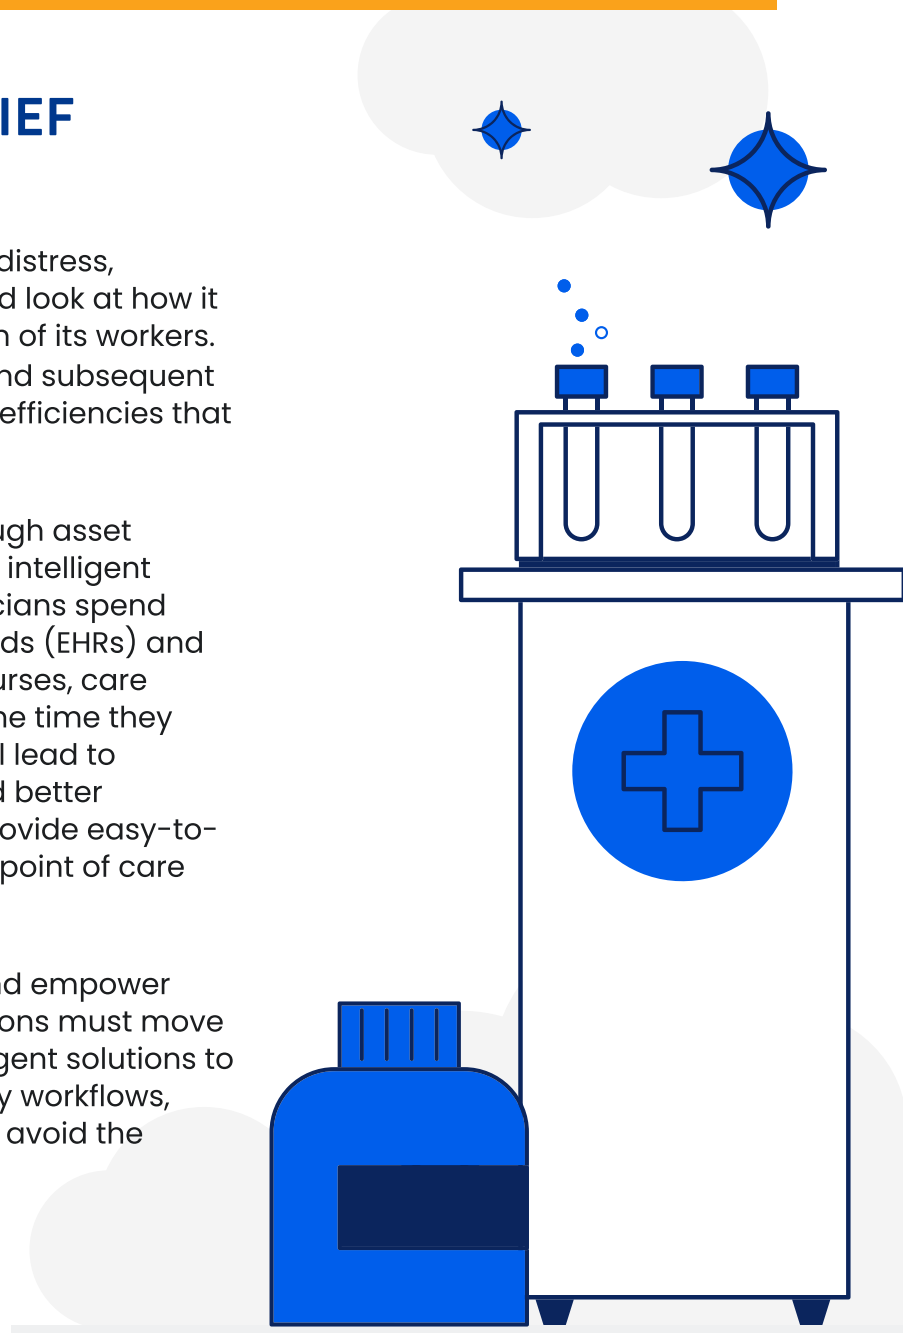 IEF
distress,
d look at how it
n of its workers.
nd subsequent
efficiencies that
ugh asset
intelligent
cians spend
ds (EHRs) and
urses, care
he time they
l lead to
d better
rovide easy-to-
point of care
nd empower
ons must move
gent solutions to
y workflows,
avoid the